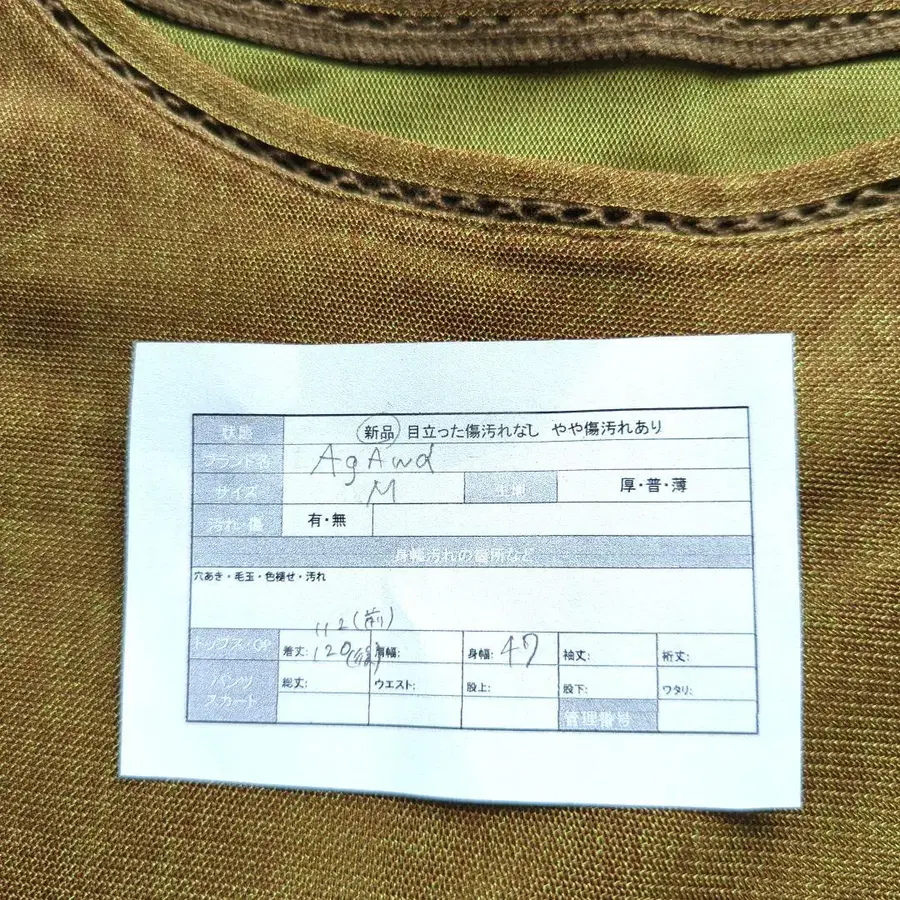 状態 新品 目立った傷汚れなし やや傷汚れあり
ブランド名 AgAwd
サイズ M 生地 厚・普・薄
汚れ・傷 有・無
身幅汚れの箇所など
穴あき・毛玉・色褪せ・汚れ
112(前)
トップス・OP 着丈: 120(後) 肩幅: 身幅: 47 袖丈: 裄丈:
パンツ 総丈: ウエスト: 股上: 股下: ワタリ:
スカート 管理番号